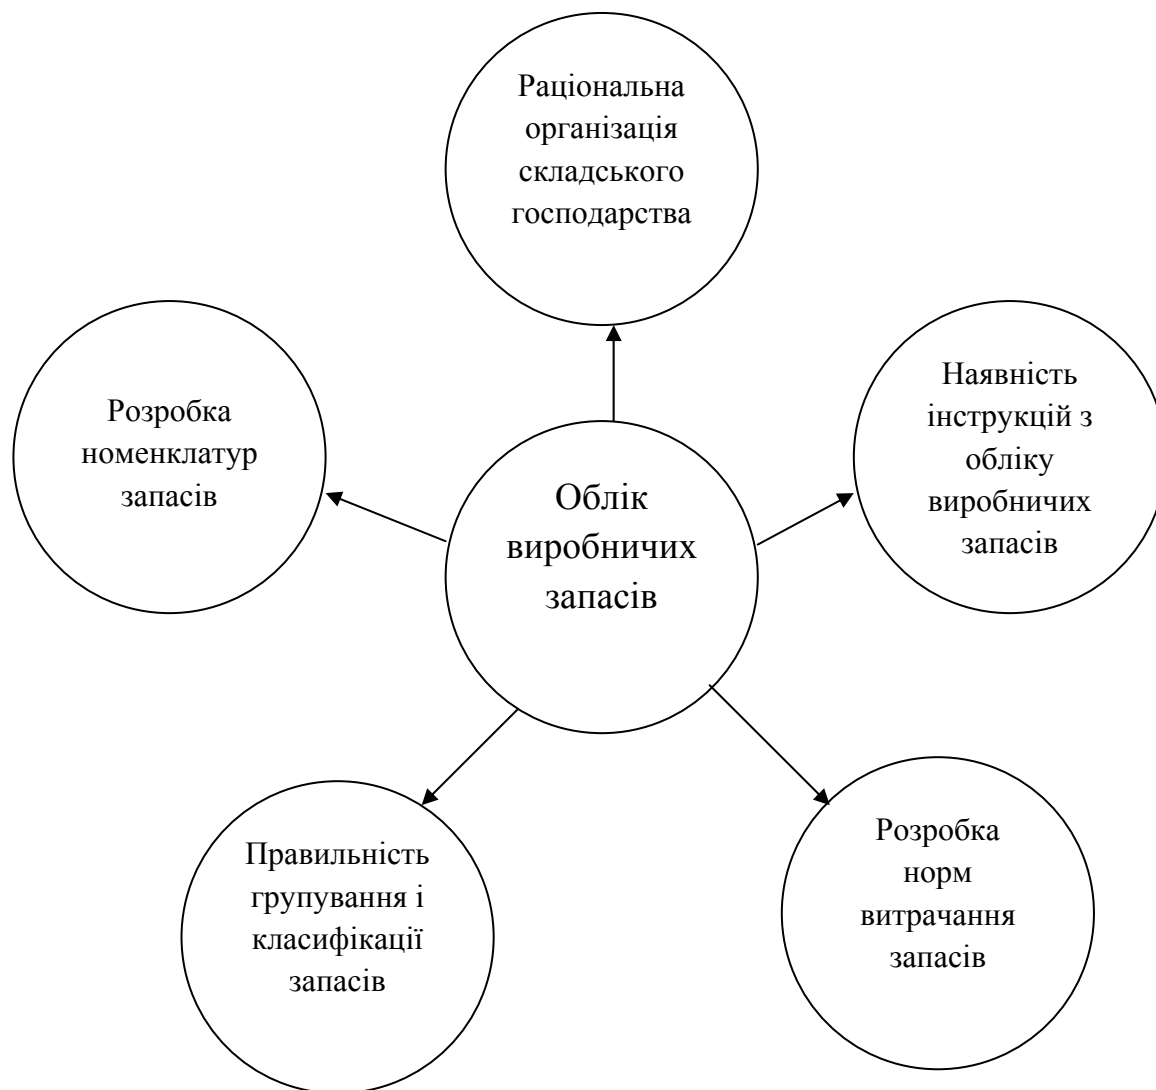 Раціональна
організація
складського
господарства
Розробка
номенклатур
запасів
Наявність
інструкцій з
обліку
виробничих
запасів
Облік
виробничих
запасів
Правильність
групування і
класифікації
запасів
Розробка
норм
витрачання
запасів